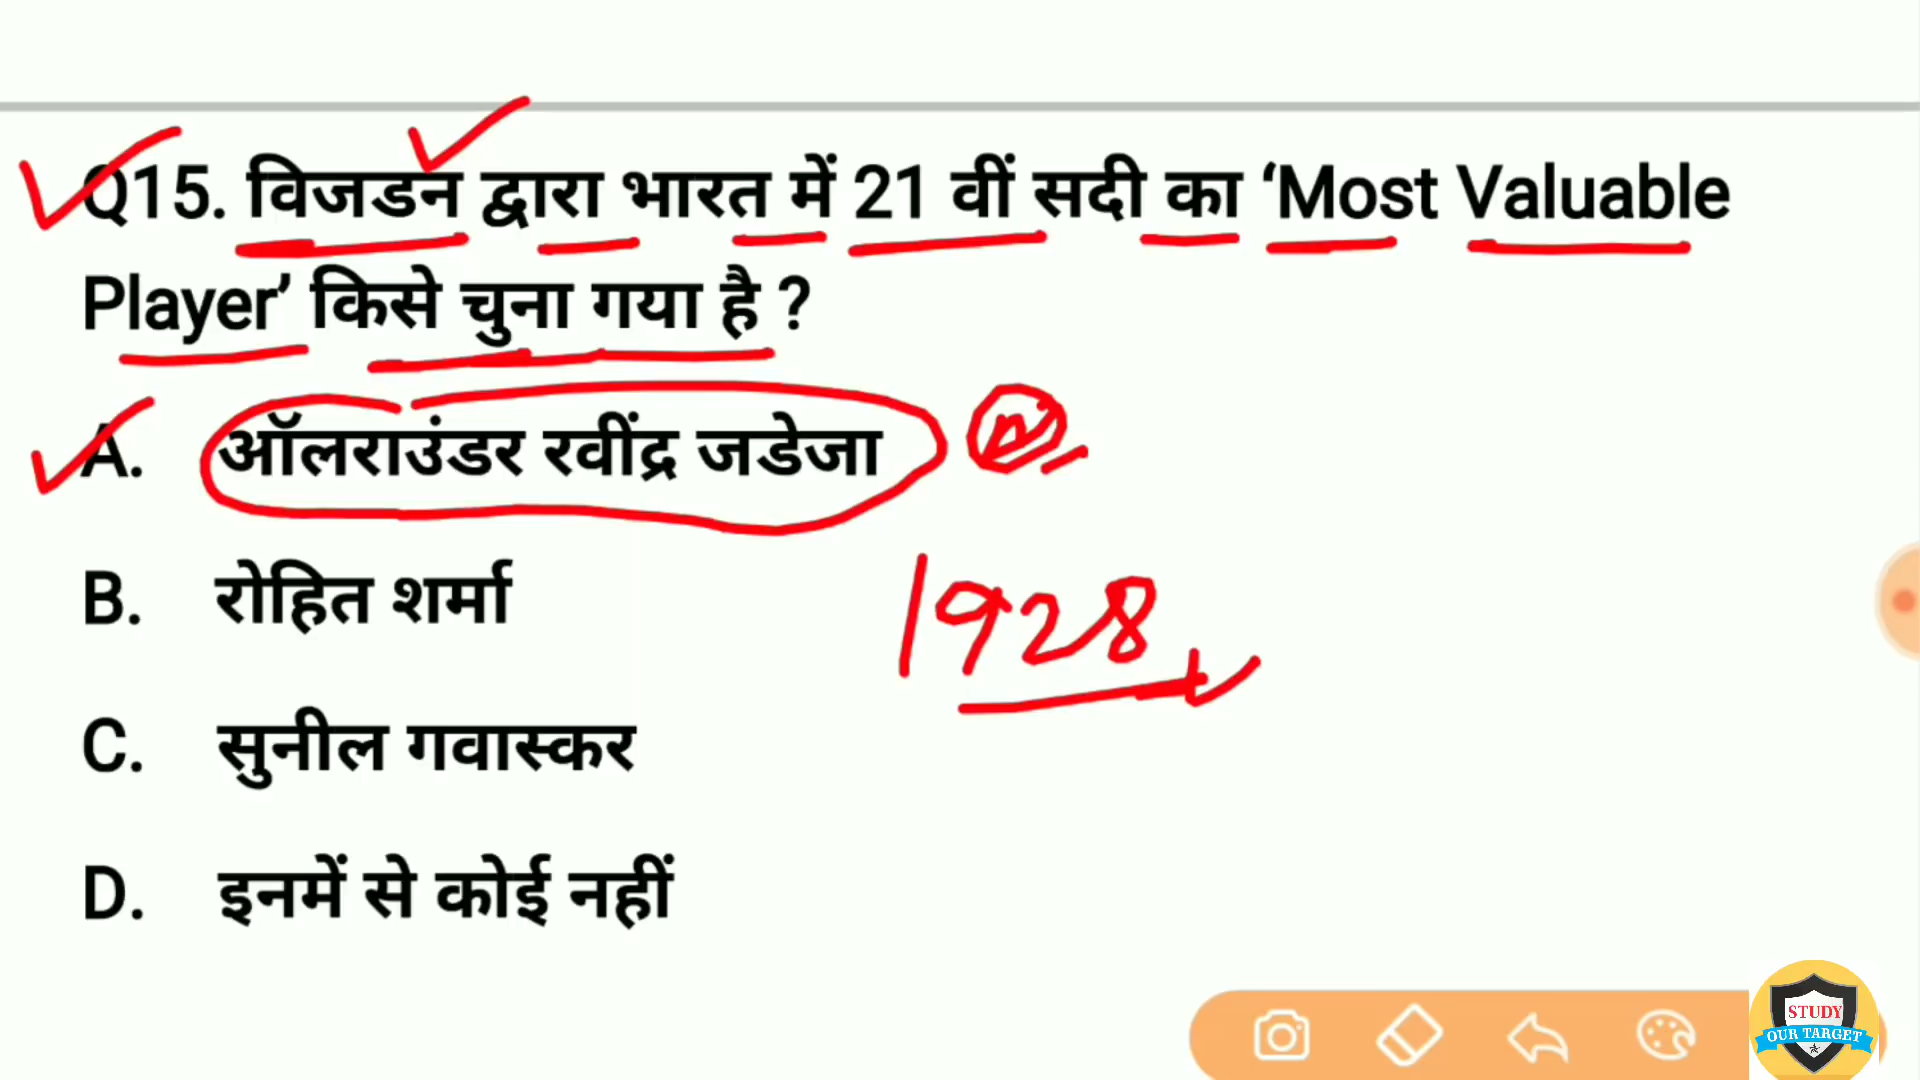 Q15. विजडन द्वारा भारत में 21 वीं सदी का ‘Most Valuable
Player’ किसे चुना गया है ?
A. ऑलराउंडर रवींद्र जडेजा
B. रोहित शर्मा
1928
C. सुनील गवास्कर
D. इनमें से कोई नहीं
STUDY
OUR TARGET